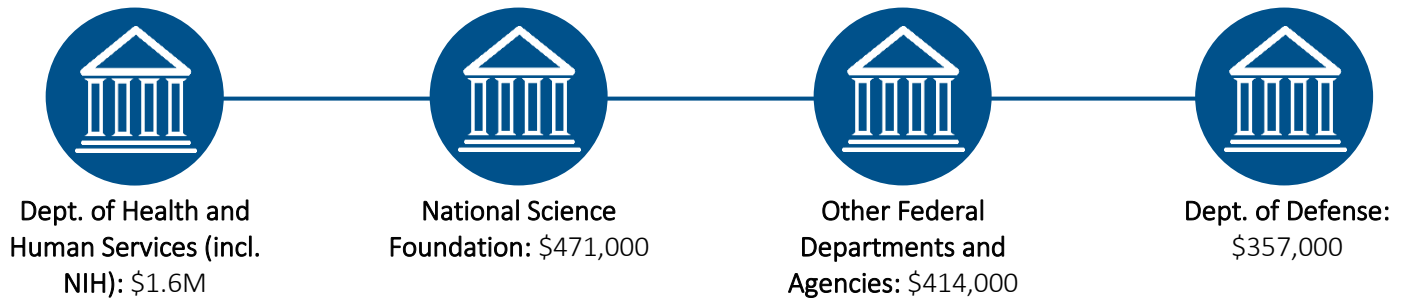 Dept. of Health and
Human Services (incl.
NIH): $1.6M
National Science
Foundation: $471,000
Other Federal
Departments and
Agencies: $414,000
Dept. of Defense:
$357,000